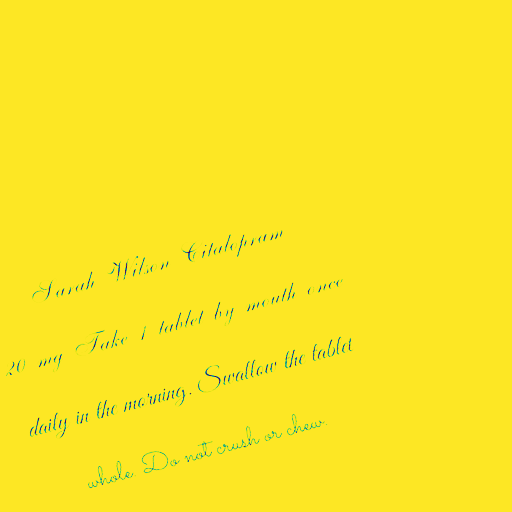 Sarah Wilson Citalopram
20 mg Take 1 tablet by mouth once
daily in the morning. Swallow the tablet
whole. Do not crush or chew.